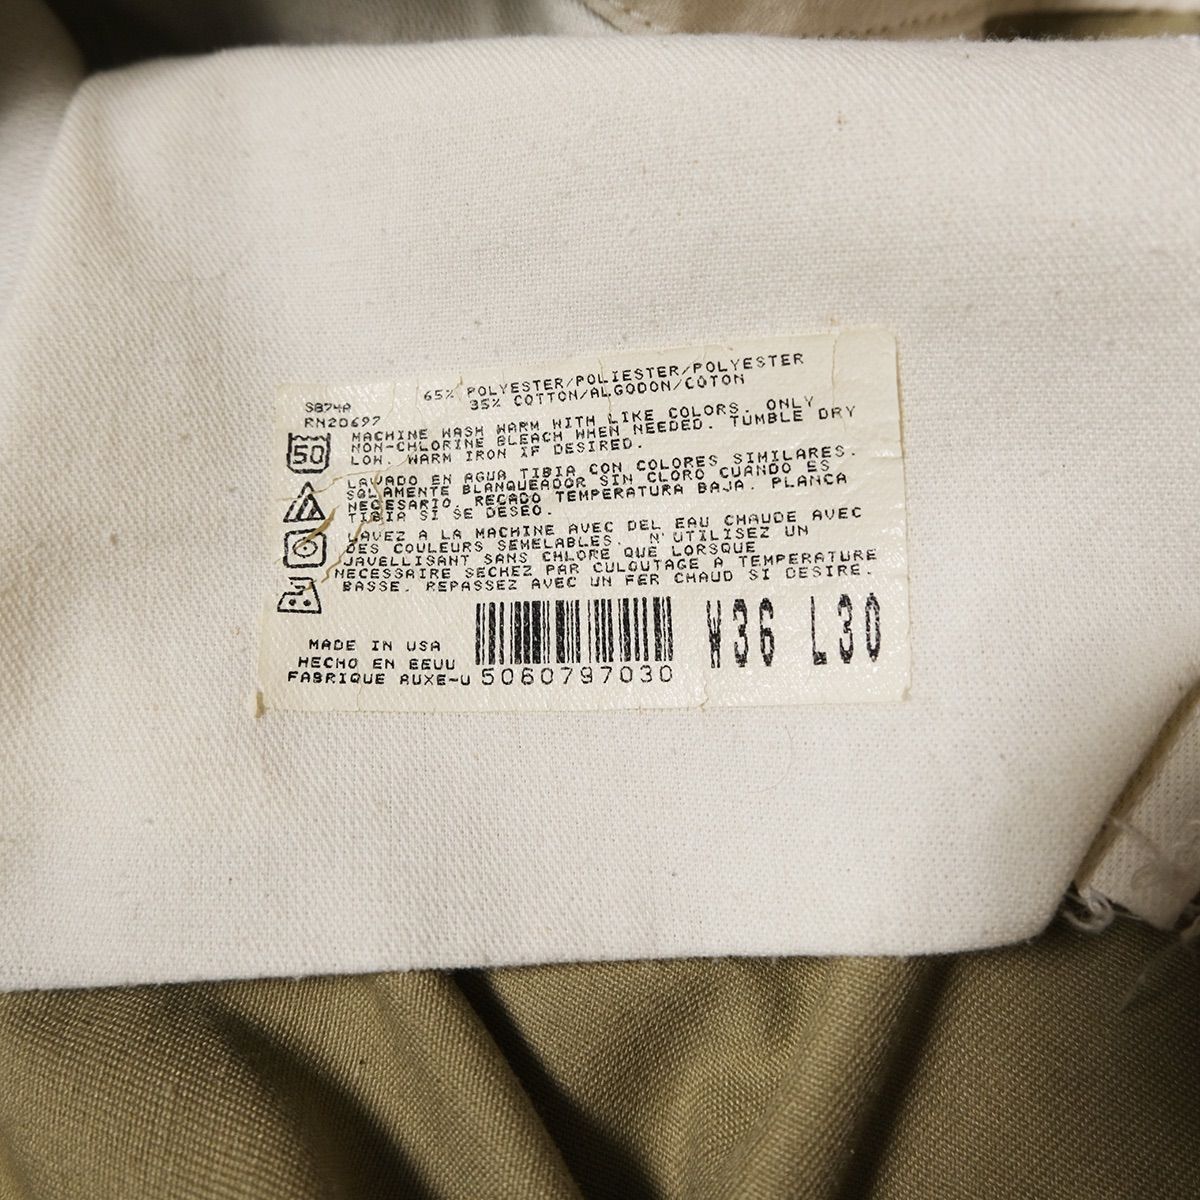 65% POLYESTER/POLIESTER/POLYESTER
35% COTTON/ALGODON/COTON
S874A
RN20697
MACHINE WASH WARM WITH LIKE COLORS. ONLY
NON-CHLORINE BLEACH WHEN NEEDED. TUMBLE DRY
LOW. WARM IRON IF DESIRED.
50
LAVADO EN AGUA TIBIA CON COLORES SIMILARES.
SOLAMENTE BLANQUEADOR SIN CLORO CUANDO ES
NECESARIO. RECADO TEMPERATURA BAJA. PLANCA
TIBIA SI SE DESEO.
LAVEZ A LA MACHINE AVEC DEL EAU CHAUDE AVEC
DES COULEURS SEMELABLES. N'UTILISEZ UN
JAVELLISANT SANS CHLORE QUE LORSQUE
NECESSAIRE SECHEZ PAR CULOUTAGE A TEMPERATURE
BASSE. REPASSEZ AVEC UN FER CHAUD SI DESIRE.
MADE IN USA
HECHO EN EEUU
FABRIQUE AUXE-U
5060797030
W36 L30